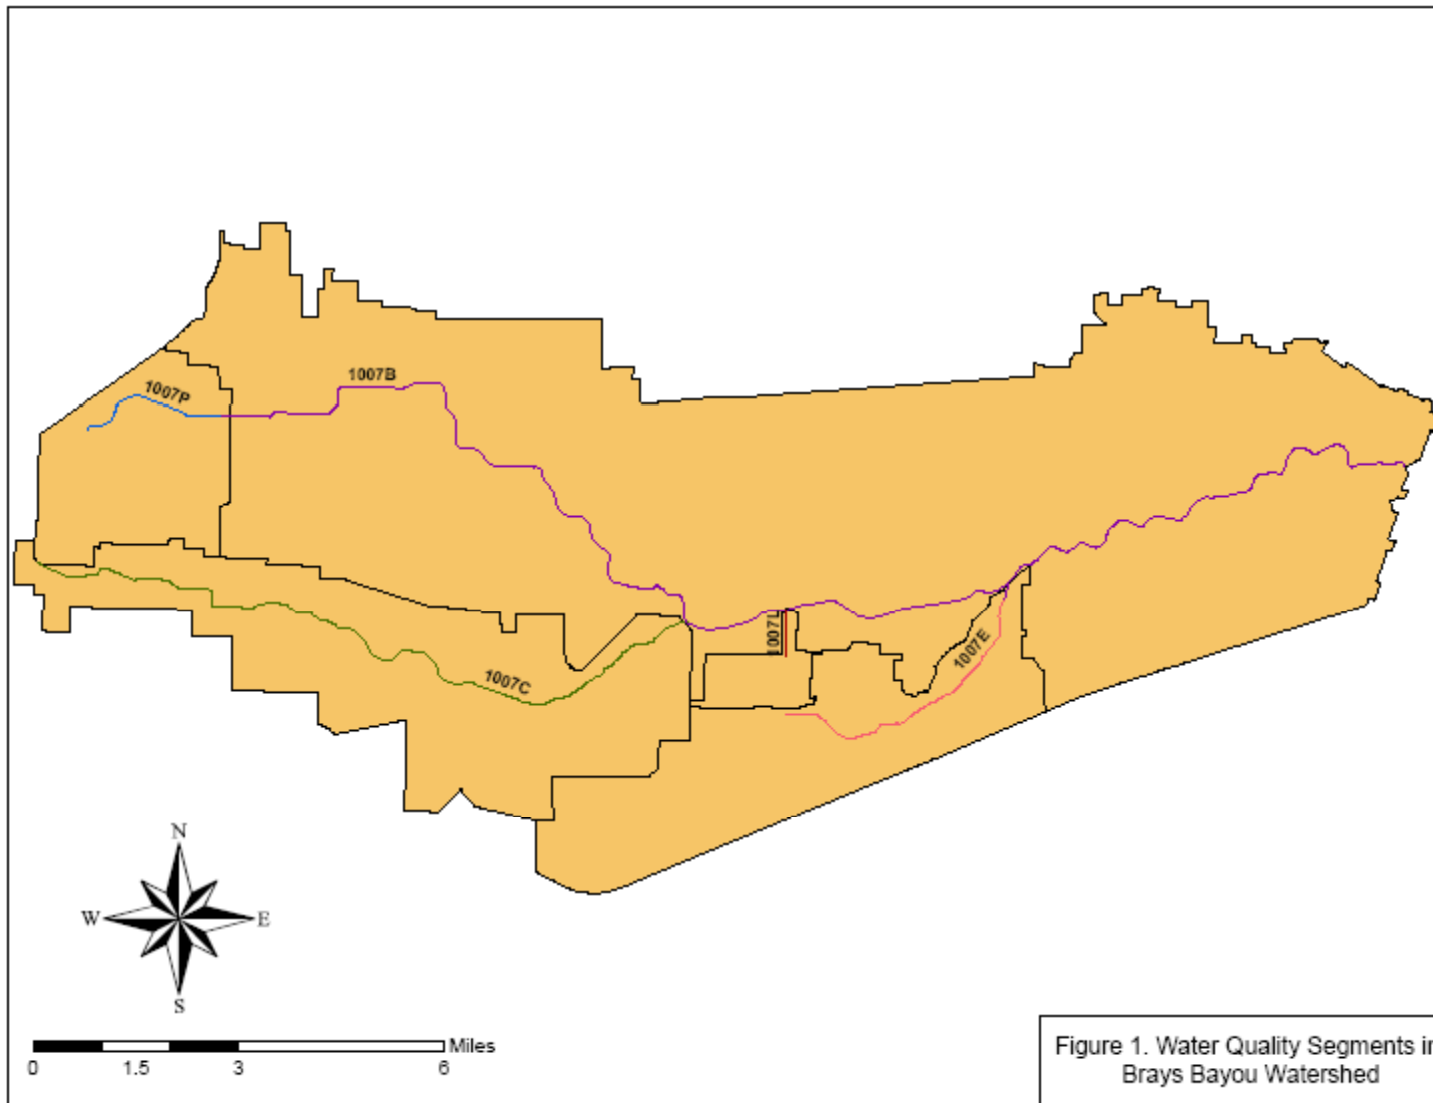 1007P
1007B
1007C
1007L
1007E
N
W
E
S
Miles
0
1.5
3
6
Figure 1. Water Quality Segments in
Brays Bayou Watershed